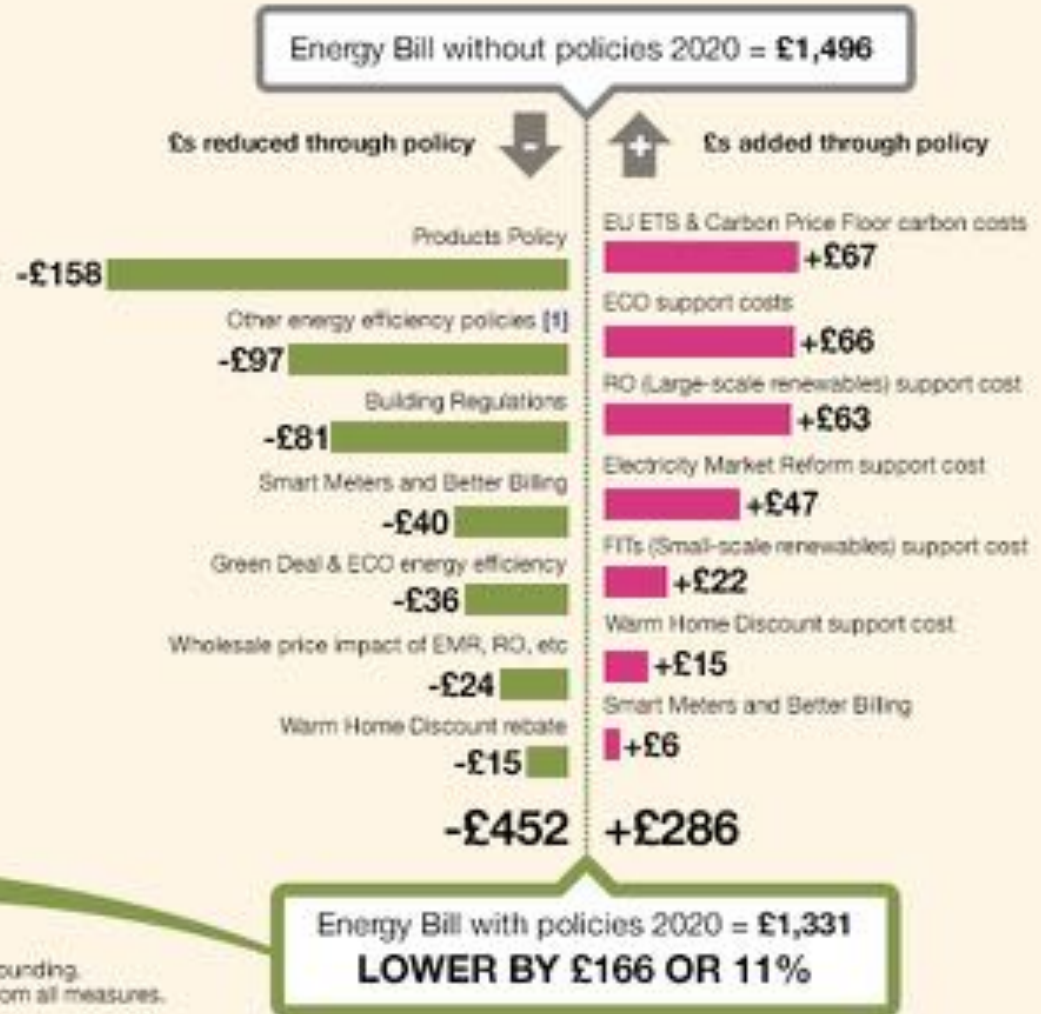 Energy Bill without policies 2020 = £1,496
£s reduced through policy
-
+
£s added through policy
Products Policy
-£158
Other energy efficiency policies [1]
-£97
Building Regulations
-£81
Smart Meters and Better Billing
-£40
Green Deal & ECO energy efficiency
-£36
Wholesale price impact of EMR, RO, etc
-£24
Warm Home Discount rebate
-£15
-£452
EU ETS & Carbon Price Floor carbon costs
+£67
ECO support costs
+£66
RO (Large-scale renewables) support cost
+£63
Electricity Market Reform support cost
+£47
FITs (Small-scale renewables) support cost
+£22
Warm Home Discount support cost
+£15
Smart Meters and Better Billing
+£6
+£286
Energy Bill with policies 2020 = £1,331
LOWER BY £166 OR 11%
ounding.
om all measures.